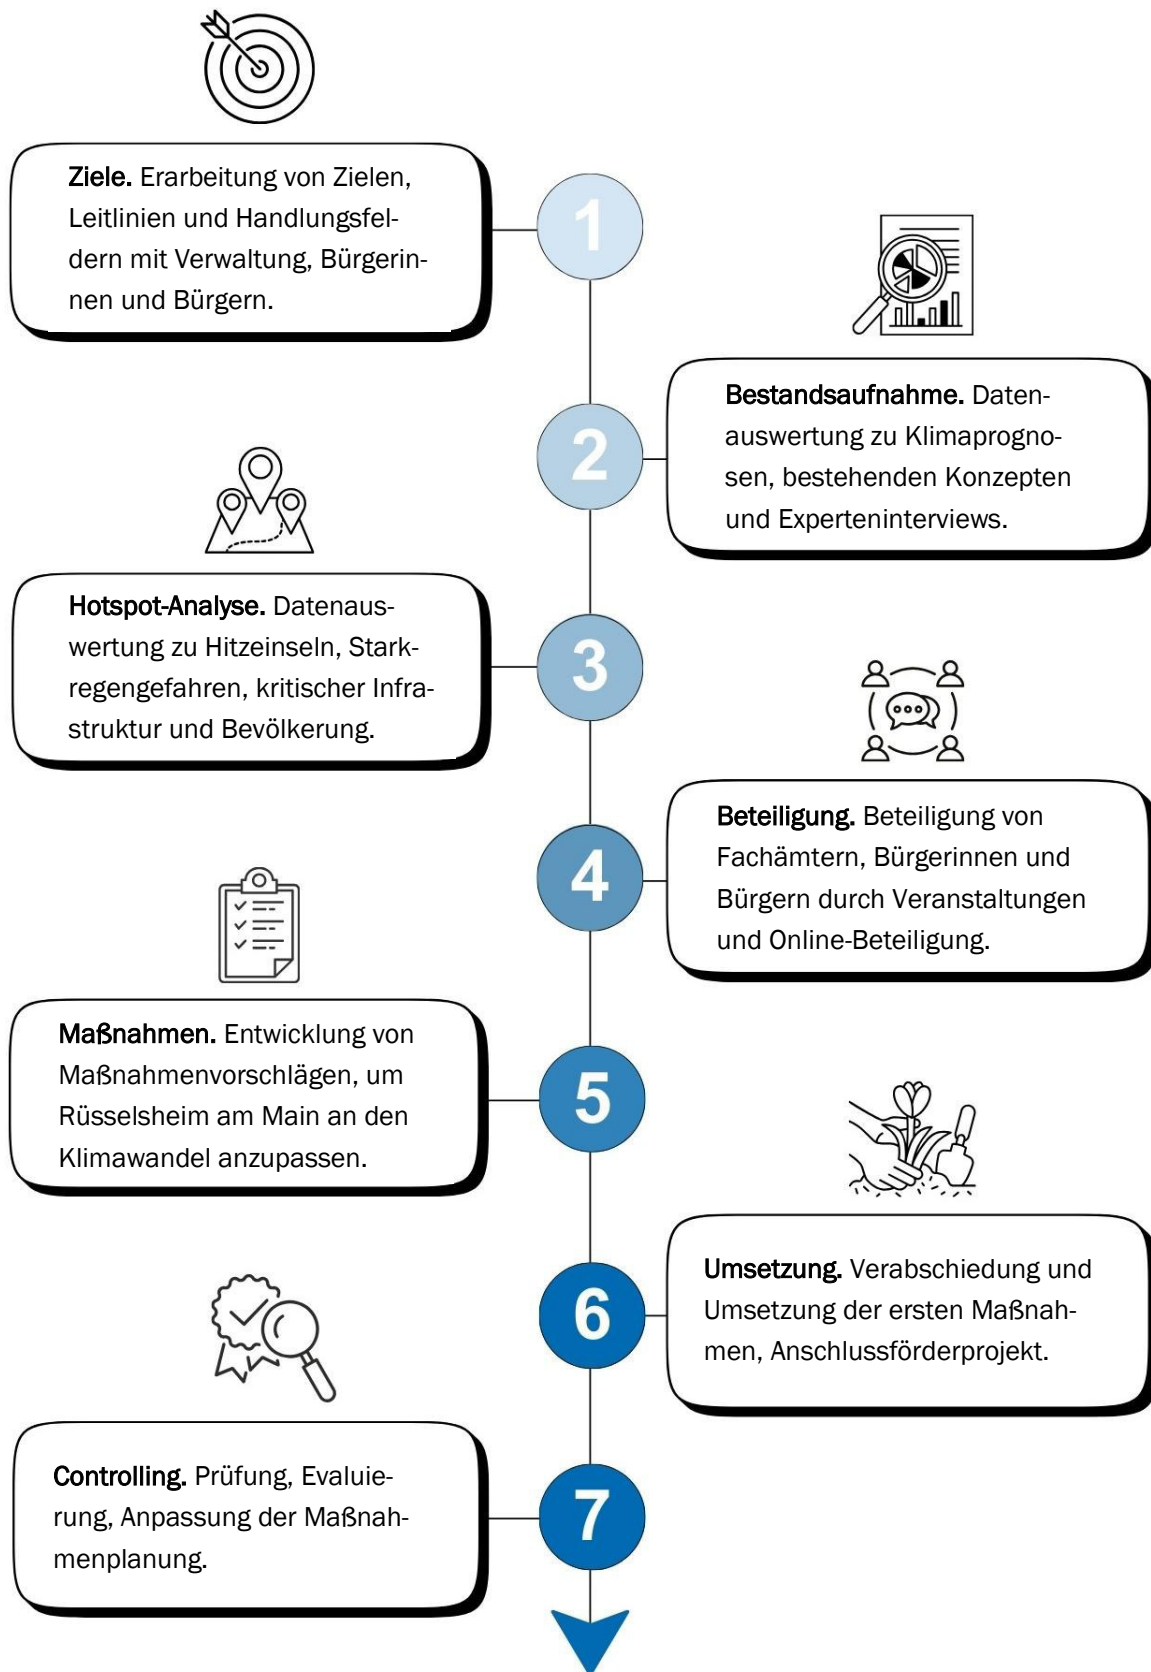 Ziele. Erarbeitung von Zielen,
Leitlinien und Handlungsfel-
dern mit Verwaltung, Bürgerin-
nen und Bürgern.
1
Bestandsaufnahme. Daten-
auswertung zu Klimaprogno-
sen, bestehenden Konzepten
und Experteninterviews.
2
Hotspot-Analyse. Datenaus-
wertung zu Hitzeinseln, Stark-
regengefahren, kritischer Infra-
struktur und Bevölkerung.
3
Beteiligung. Beteiligung von
Fachämtern, Bürgerinnen und
Bürgern durch Veranstaltungen
und Online-Beteiligung.
4
Maßnahmen. Entwicklung von
Maßnahmenvorschlägen, um
Rüsselsheim am Main an den
Klimawandel anzupassen.
5
Umsetzung. Verabschiedung und
Umsetzung der ersten Maßnah-
men, Anschlussförderprojekt.
6
Controlling. Prüfung, Evaluie-
rung, Anpassung der Maßnah-
menplanung.
7